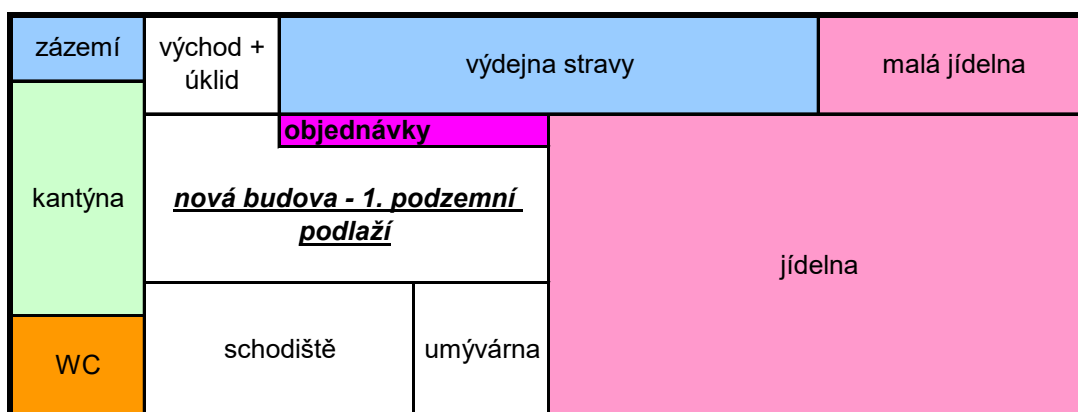 zázemí
východ +
úklid
výdejna stravy
malá jídelna
objednávky
kantýna
nová budova - 1. podzemní
podlaží
jídelna
WC
schodiště
umývárna